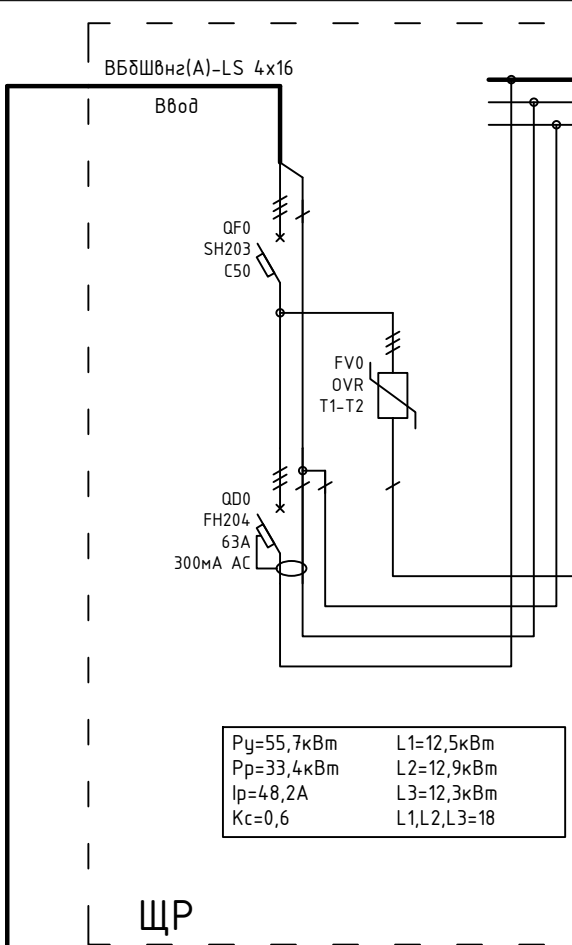 ВБбШвнг(А)-LS 4x16
Ввод
QF0
SH203
C50
FV0
OVR
T1-T2
QD0
FH204
63A
300мА AC
Ру=55,7кВт L1=12,5кВт
Рр=33,4кВт L2=12,9кВт
Iр=48,2А L3=12,3кВт
Кс=0,6 L1,L2,L3=18
ЩР